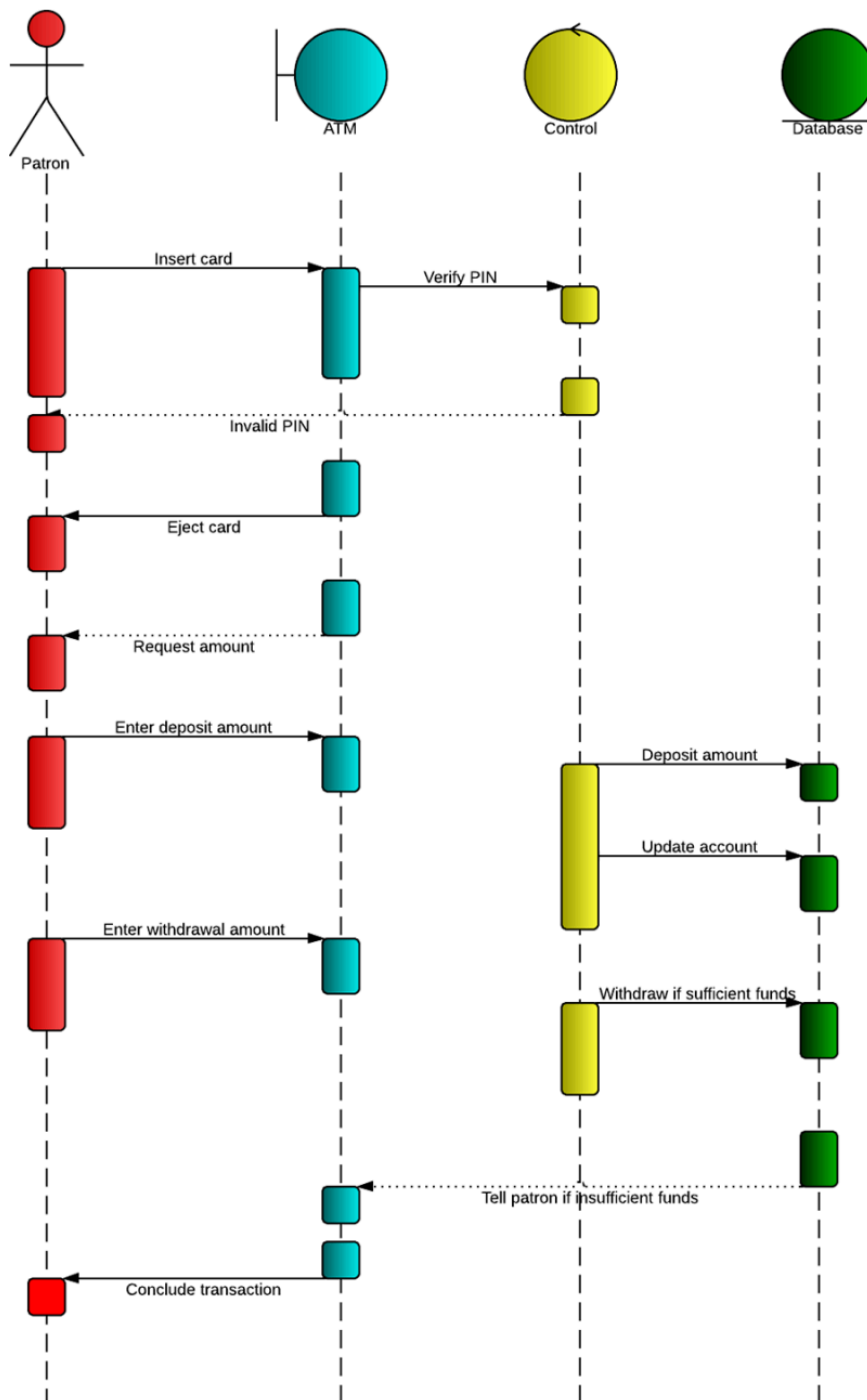 ATM
Control
Database
Patron
Insert card
Verify PIN
Invalid PIN
Eject card
Request amount
Enter deposit amount
Deposit amount
Update account
Enter withdrawal amount
Withdraw if sufficient funds
Tell patron if insufficient funds
Conclude transaction